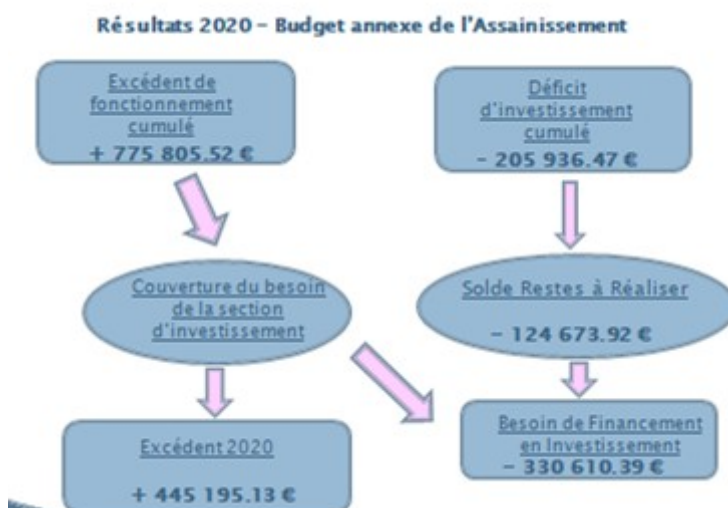 Résultats 2020 – Budget annexe de l'Assainissement
Excédent de
fonctionnement
cumulé
+ 775 805.52 €
Déficit
d'investissement
cumulé
– 205 936.47 €
Couverture du besoin
de la section
d'investissement
Solde Restes à Réaliser
– 124 673.92 €
Excédent 2020
+ 445 195.13 €
Besoin de Financement
en Investissement
– 330 610.39 €